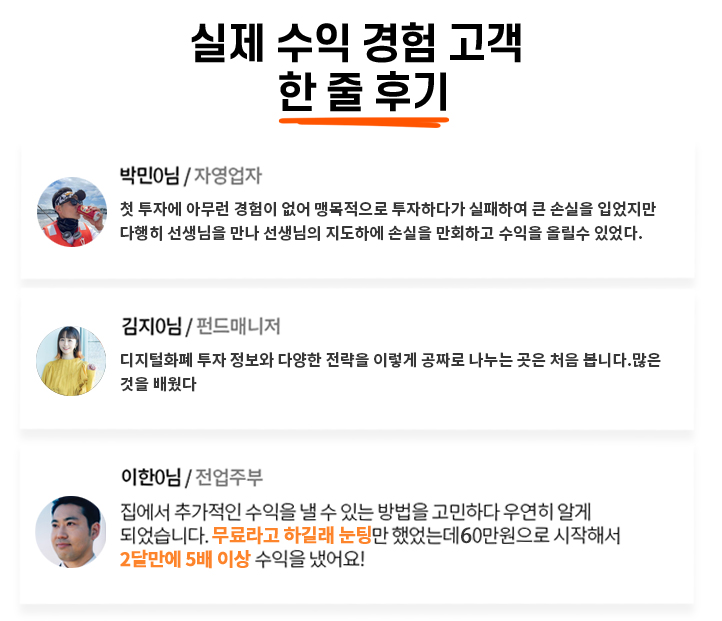 실제 수익 경험 고객
한 줄 후기
박민0님 / 자영업자
첫 투자에 아무런 경험이 없어 맹목적으로 투자하다가 실패하여 큰 손실을 입었지만
다행히 선생님을 만나 선생님의 지도하에 손실을 만회하고 수익을 올릴수 있었다.
김지0님 / 펀드매니저
디지털화폐 투자 정보와 다양한 전략을 이렇게 공짜로 나누는 곳은 처음 봅니다.많은
것을 배웠다
이한0님 / 전업주부
집에서 추가적인 수익을 낼 수 있는 방법을 고민하다 우연히 알게
되었습니다. 무료라고 하길래 눈팅만 했었는데60만원으로 시작해서
2달만에 5배 이상 수익을 냈어요!